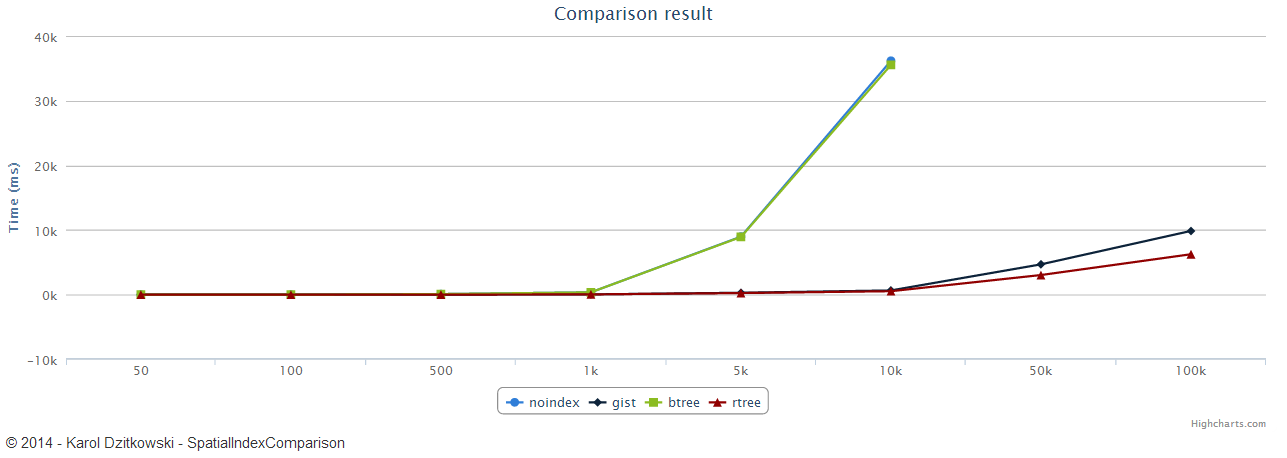 Comparison result
40k
30k
20k
10k
0k
-10k
Time (ms)
50 100 500 1k 5k 10k 50k 100k
noindex gist btree rtree
Highcharts.com
© 2014 - Karol Dzitkowski - SpatialIndexComparison